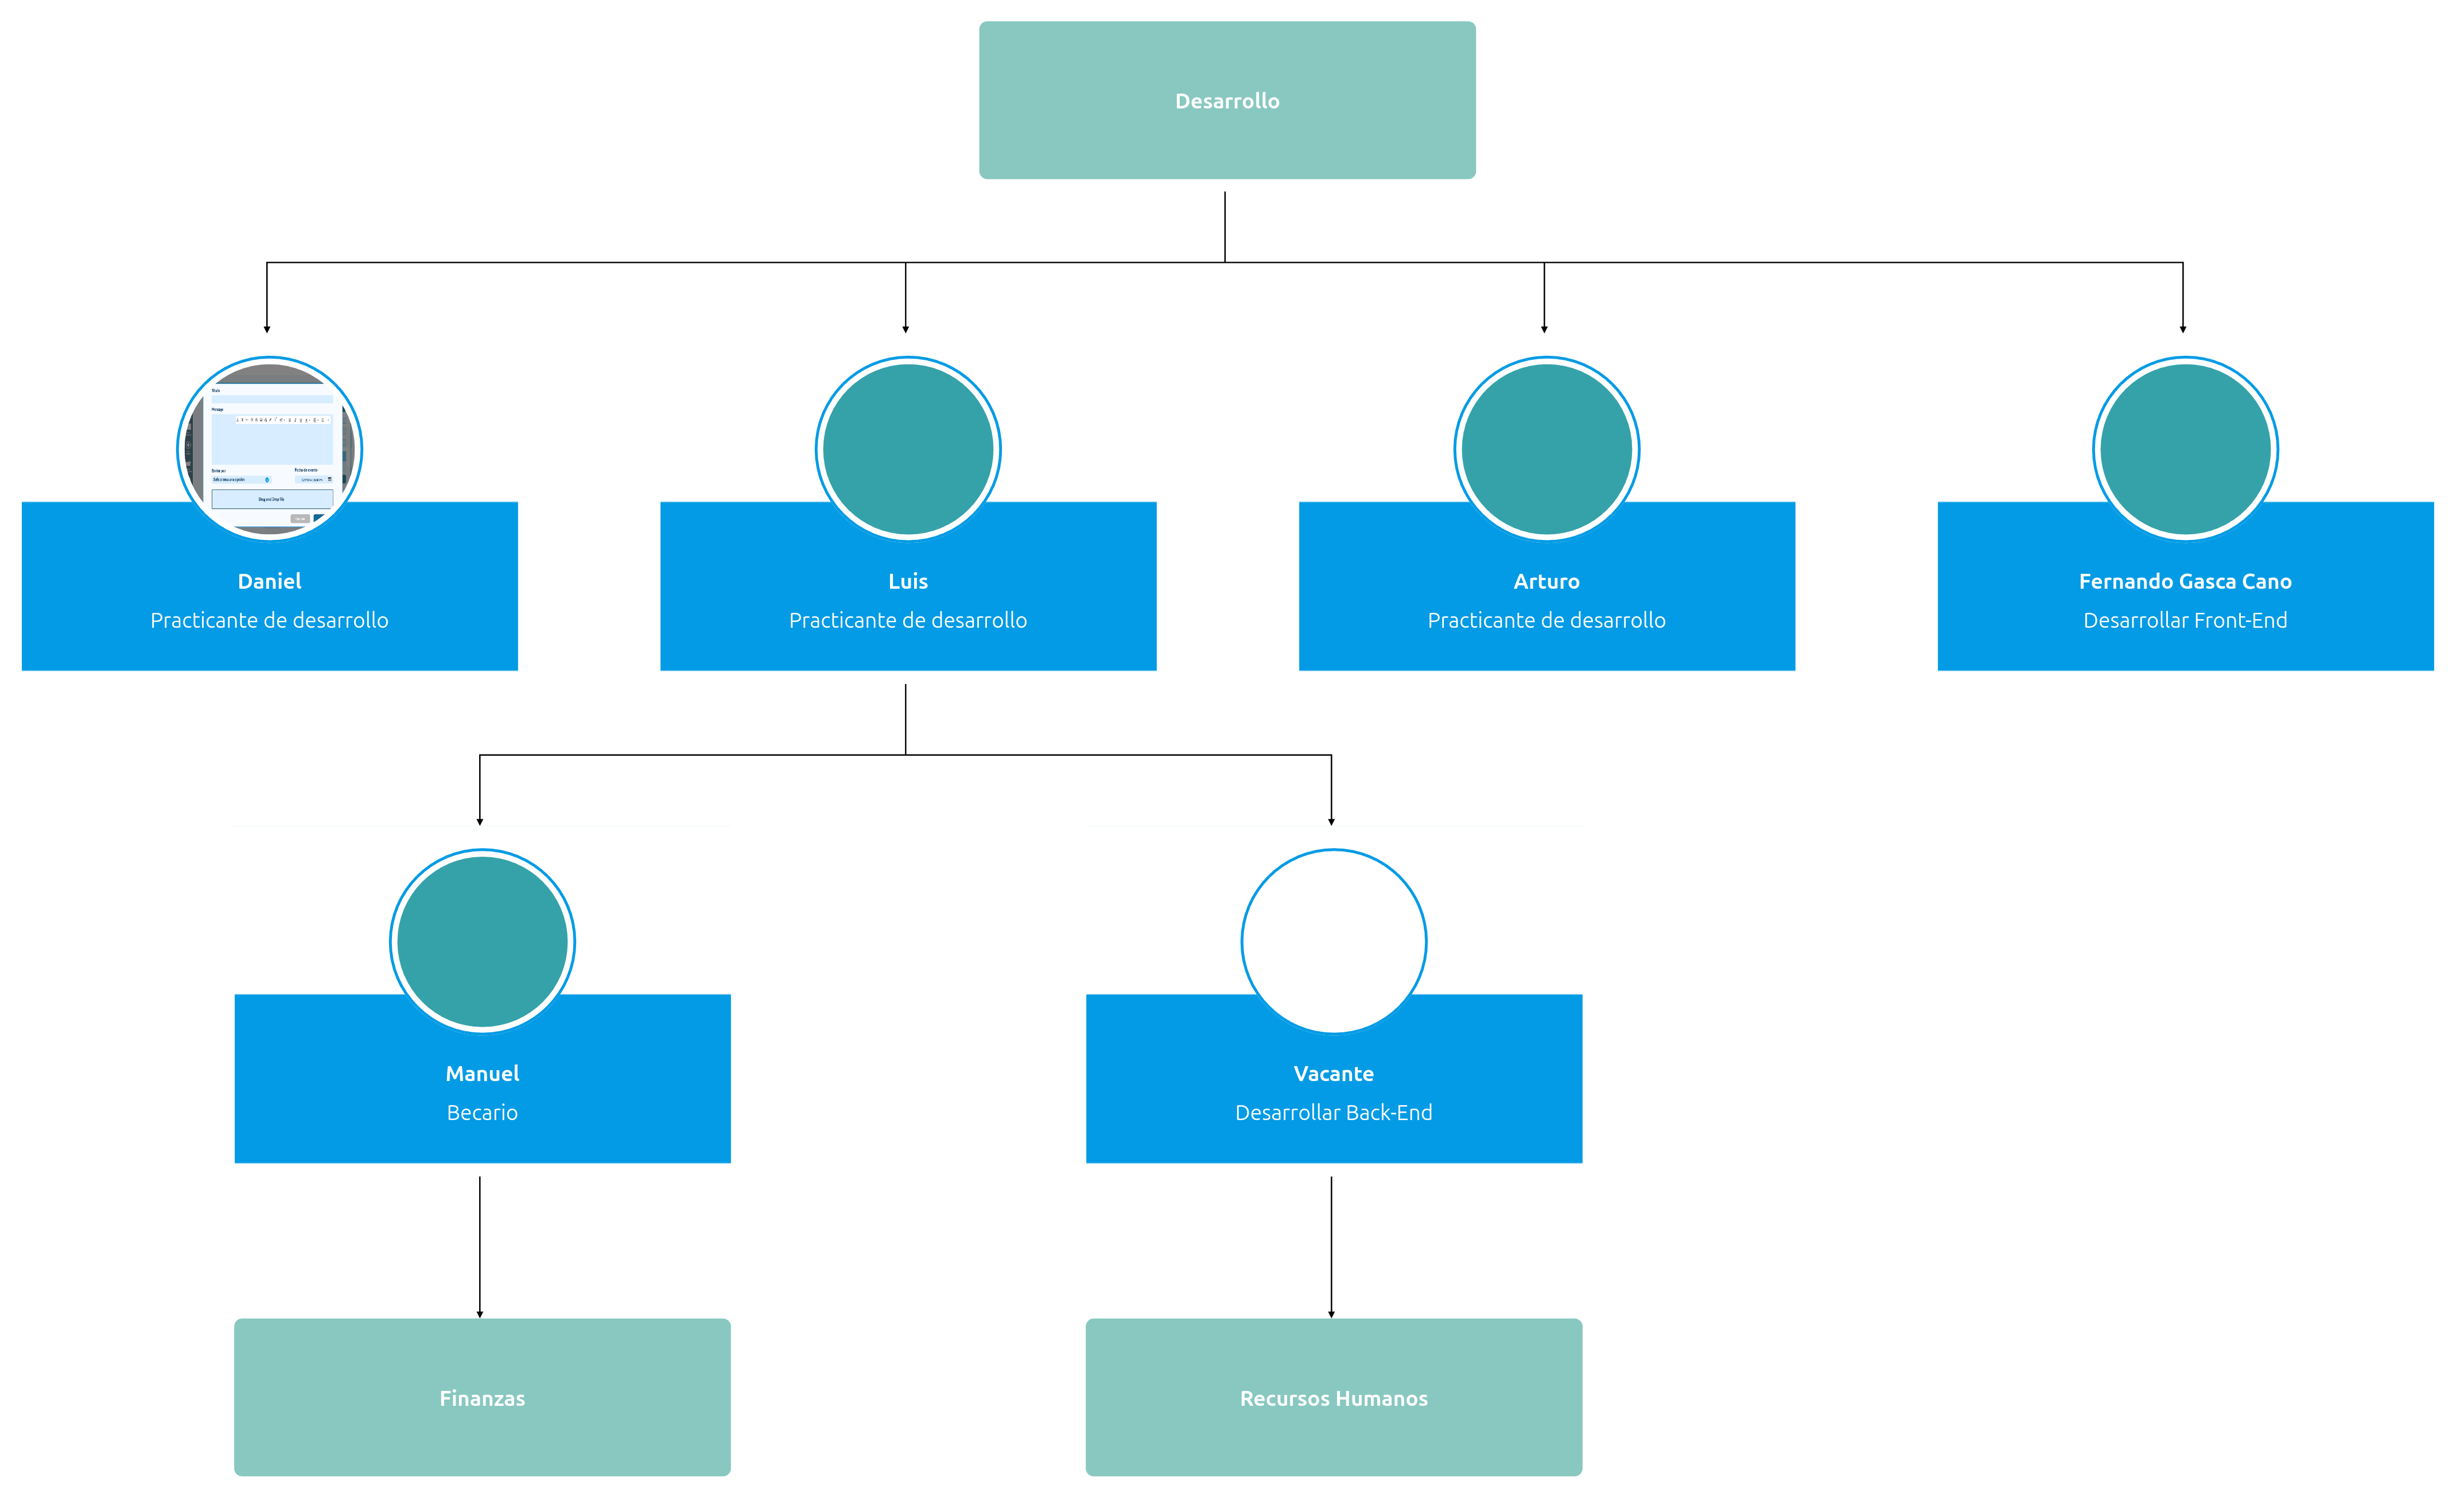 Desarrollo
Daniel
Practicante de desarrollo
Luis
Practicante de desarrollo
Arturo
Practicante de desarrollo
Fernando Gasca Cano
Desarrollar Front-End
Manuel
Becario
Vacante
Desarrollar Back-End
Finanzas
Recursos Humanos